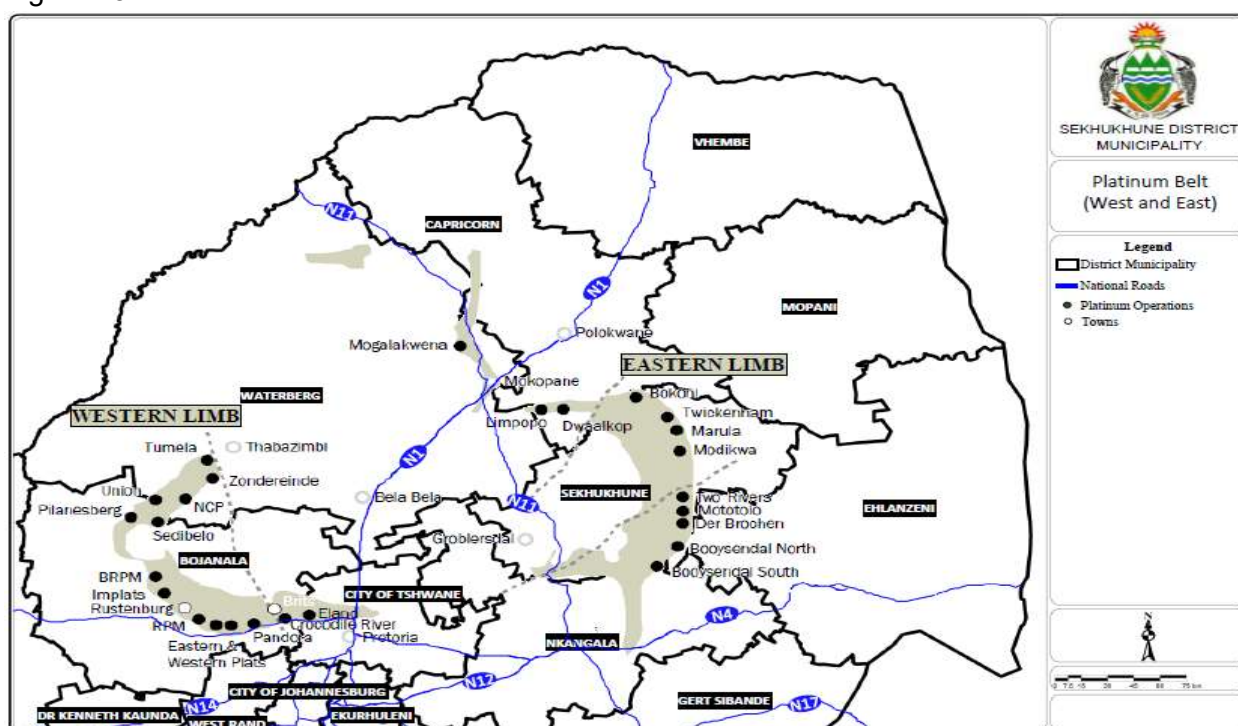 VHEMBE
CAPRICORN
N11
N1
MOPANI
Polokwane
Mogalakwena
EASTERN LIMB
Mokopane
WATERBERG
Bokoni
WESTERN LIMB
Limpopo
Dwaalkop
Twickenham
Marula
Tumela
Thabazimbi
Modikwa
N1
Zondereinde
Union
NCP
Bela Bela
SEKHUKHUNE
N11
Two Rivers
Mototolo
EHLANZENI
Pilanesberg
Der Brochen
Sedibelo
Groblersdal
BOJANALA
Booysendal North
BRPM
Booysendal South
Implats
CITY OF TSHWANE
Rustenburg
Brits
Eland
RPM
Crocodile River
N4
Pandora
Pretoria
Eastern &
Western Plats
NKANGALA
N12
CITY OF JOHANNESBURG
GERT SIBANDE
N14
N17
DR KENNETH KAUNDA
WEST RAND
EKURHULENI
SEKHUKHUNE DISTRICT
MUNICIPALITY
Platinum Belt
(West and East)
Legend
District Municipality
National Roads
Platinum Operations
Towns
N